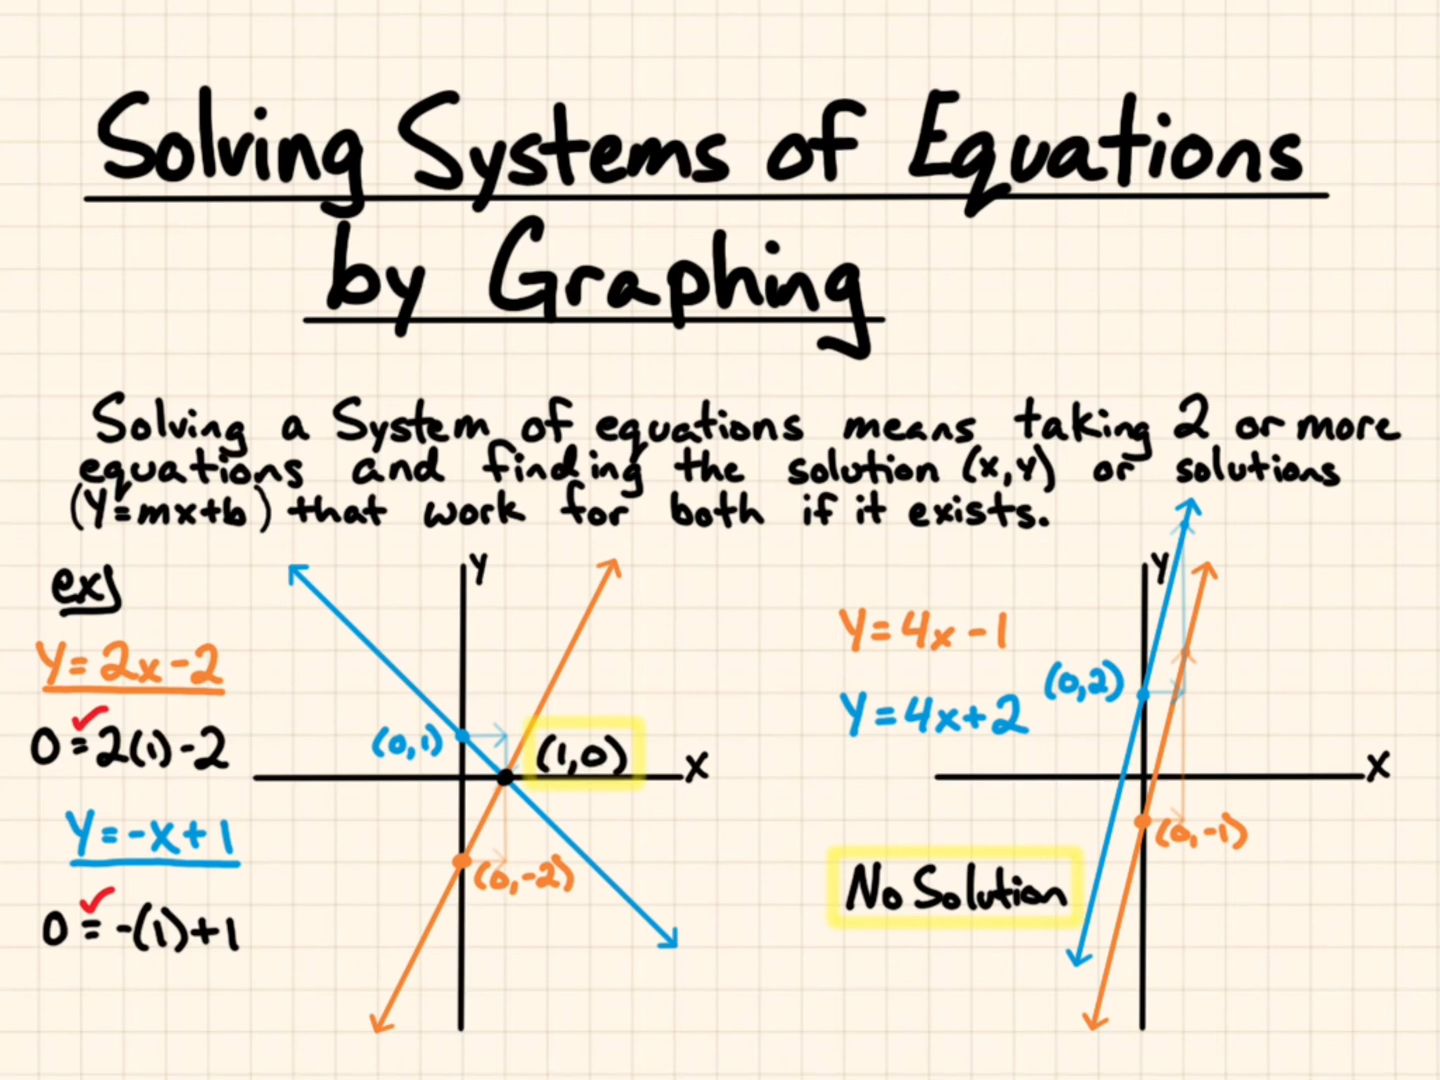 Solving Systems of Equations
by Graphing
Solving a System of equations means taking 2 or more
equations and finding the solution (x,y) or solutions
(Y=mx+b) that work for both if it exists.
ex)
Y=2x-2
0=2(1)-2
Y=-x+1
0=-(1)+1
Y
X
(0,1)
(1,0)
(0,-2)
Y=4x-1
Y=4x+2
Y
X
(0,2)
(0,-1)
No Solution